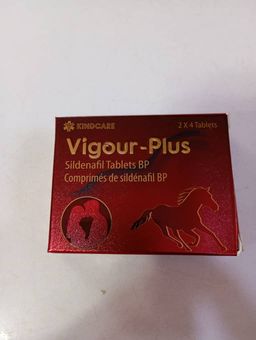 KINDCARE
2 X 4 Tablets
Vigour-Plus
Sildenafil Tablets BP
Comprimés de sildénafil BP